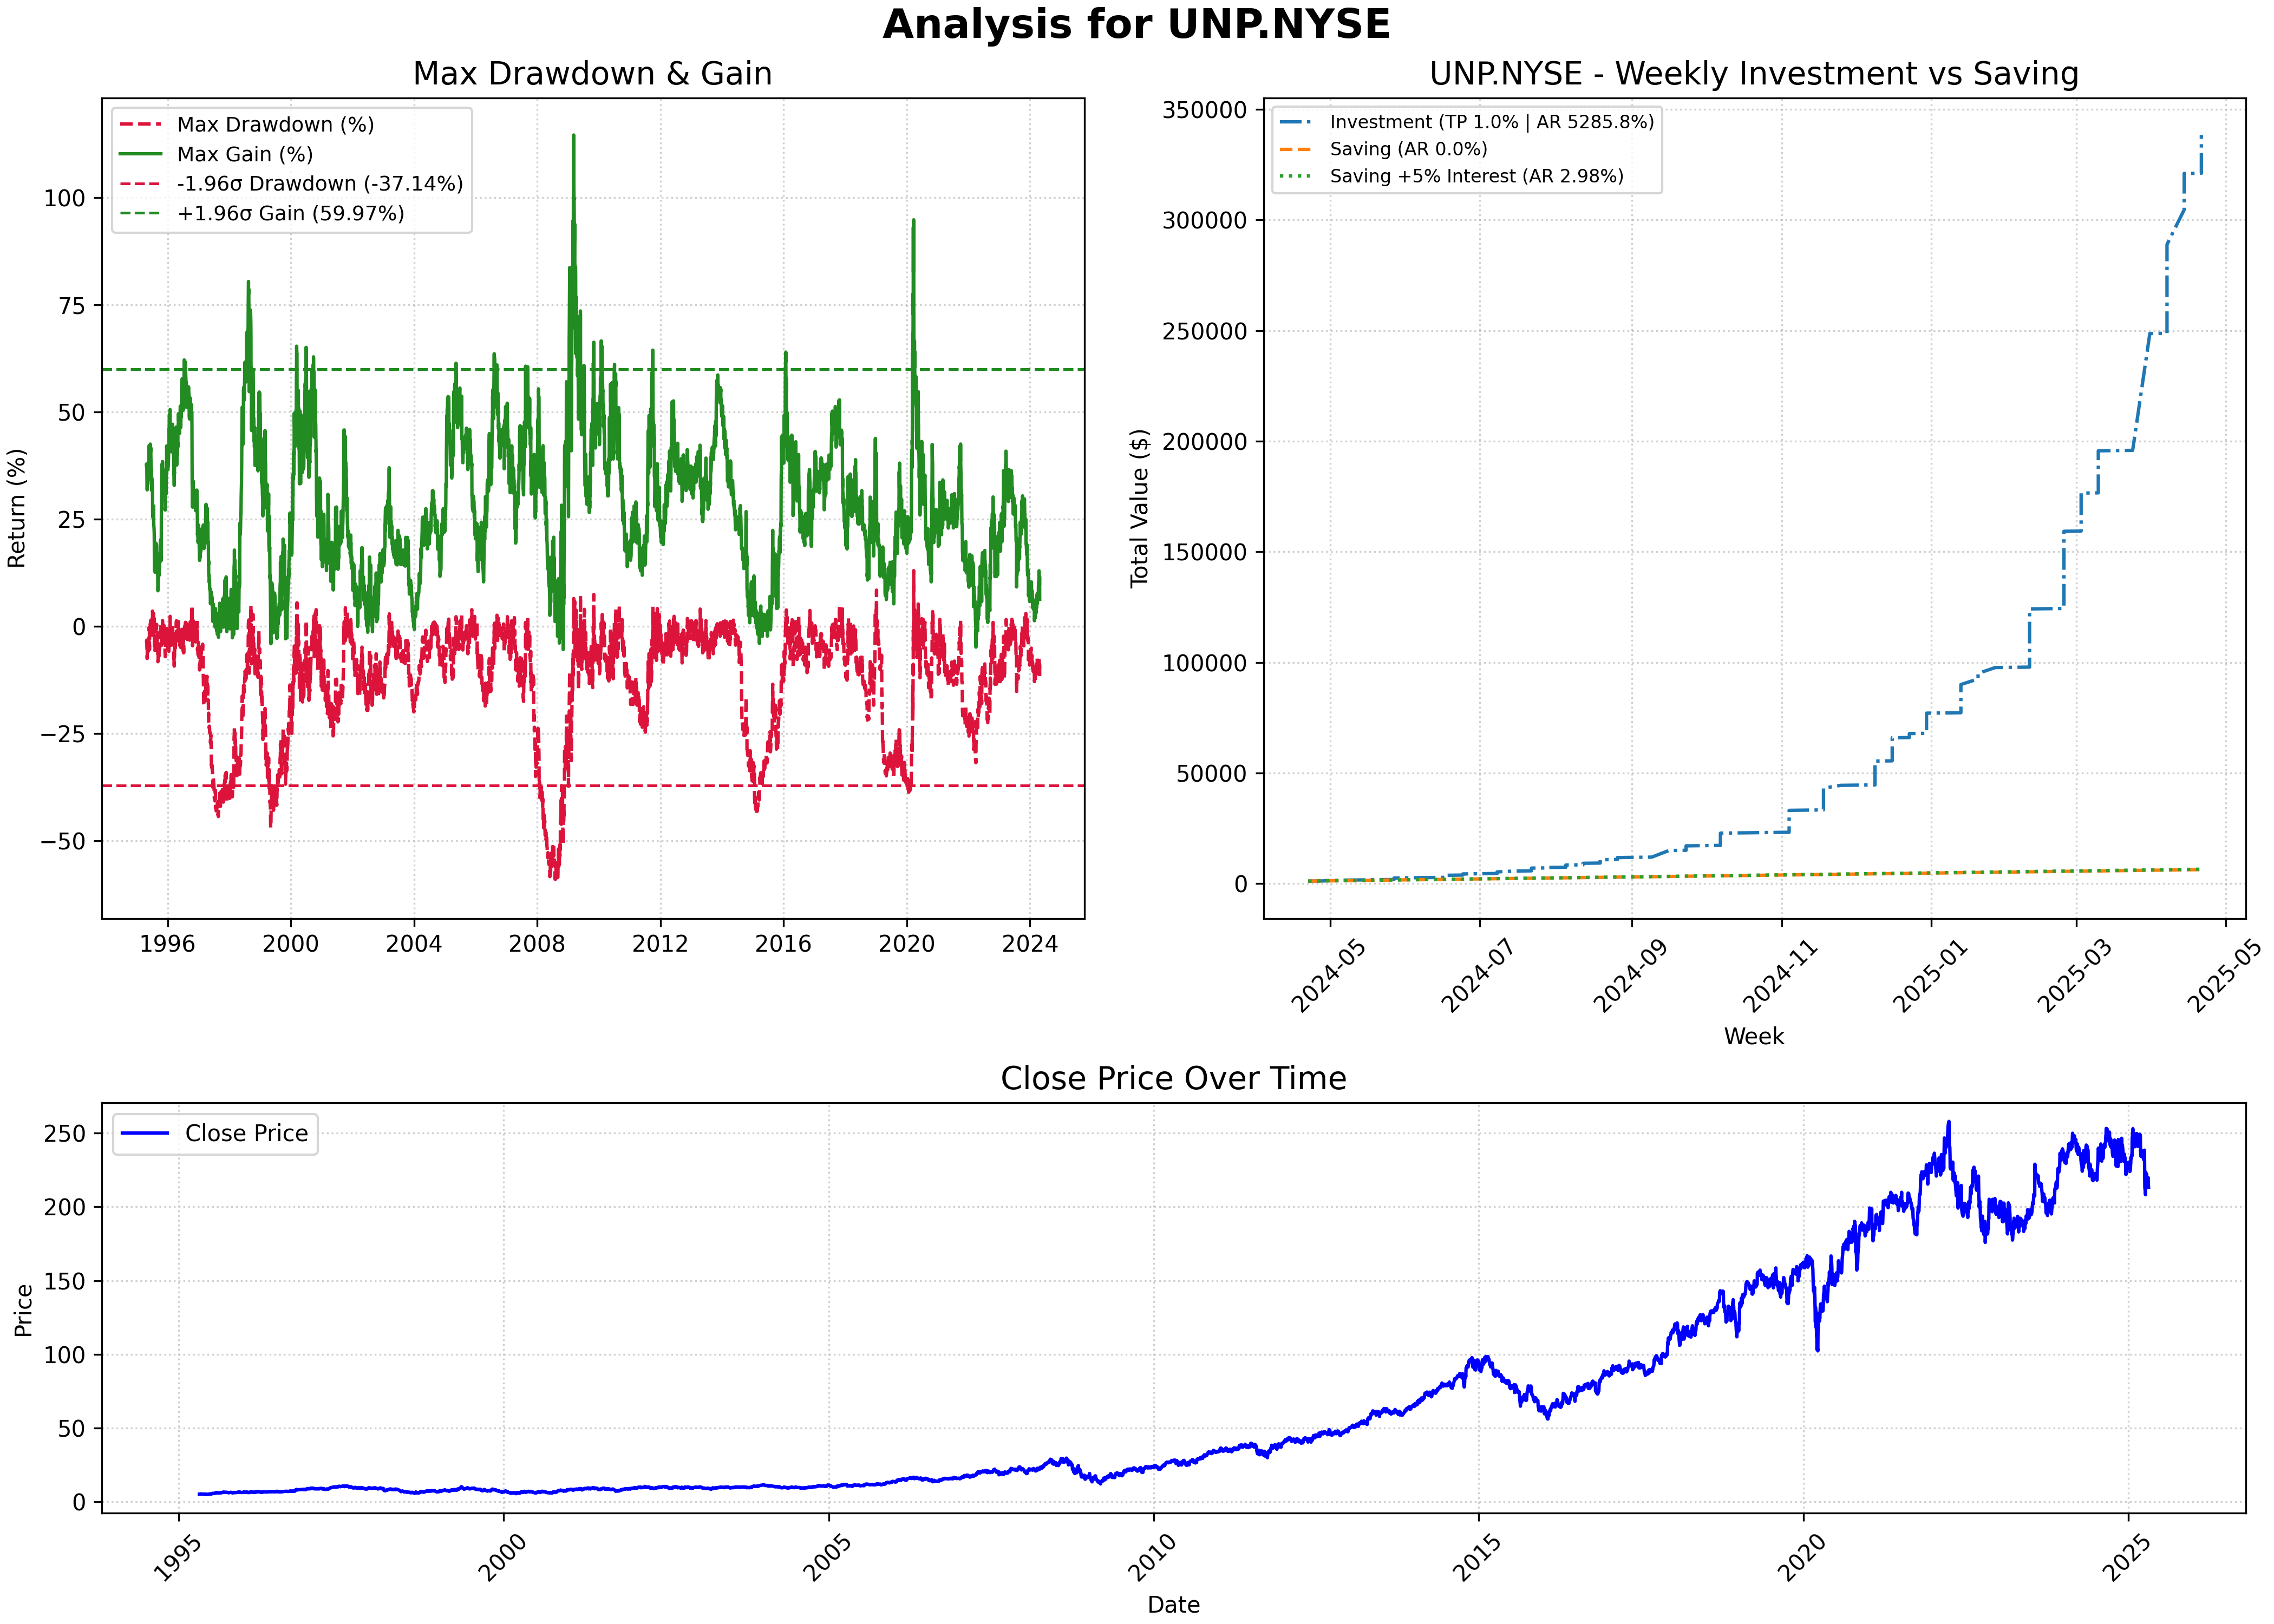 Analysis for UNP.NYSE
Max Drawdown & Gain
Max Drawdown (%)
Max Gain (%)
-1.96σ Drawdown (-37.14%)
+1.96σ Gain (59.97%)
Return (%)
100
75
50
25
0
−25
−50
1996
2000
2004
2008
2012
2016
2020
2024
UNP.NYSE - Weekly Investment vs Saving
Investment (TP 1.0% | AR 5285.8%)
Saving (AR 0.0%)
Saving +5% Interest (AR 2.98%)
Total Value ($)
350000
300000
250000
200000
150000
100000
50000
0
2024-05
2024-07
2024-09
2024-11
2025-01
2025-03
2025-05
Week
Close Price Over Time
Close Price
Price
250
200
150
100
50
0
1995
2000
2005
2010
2015
2020
2025
Date